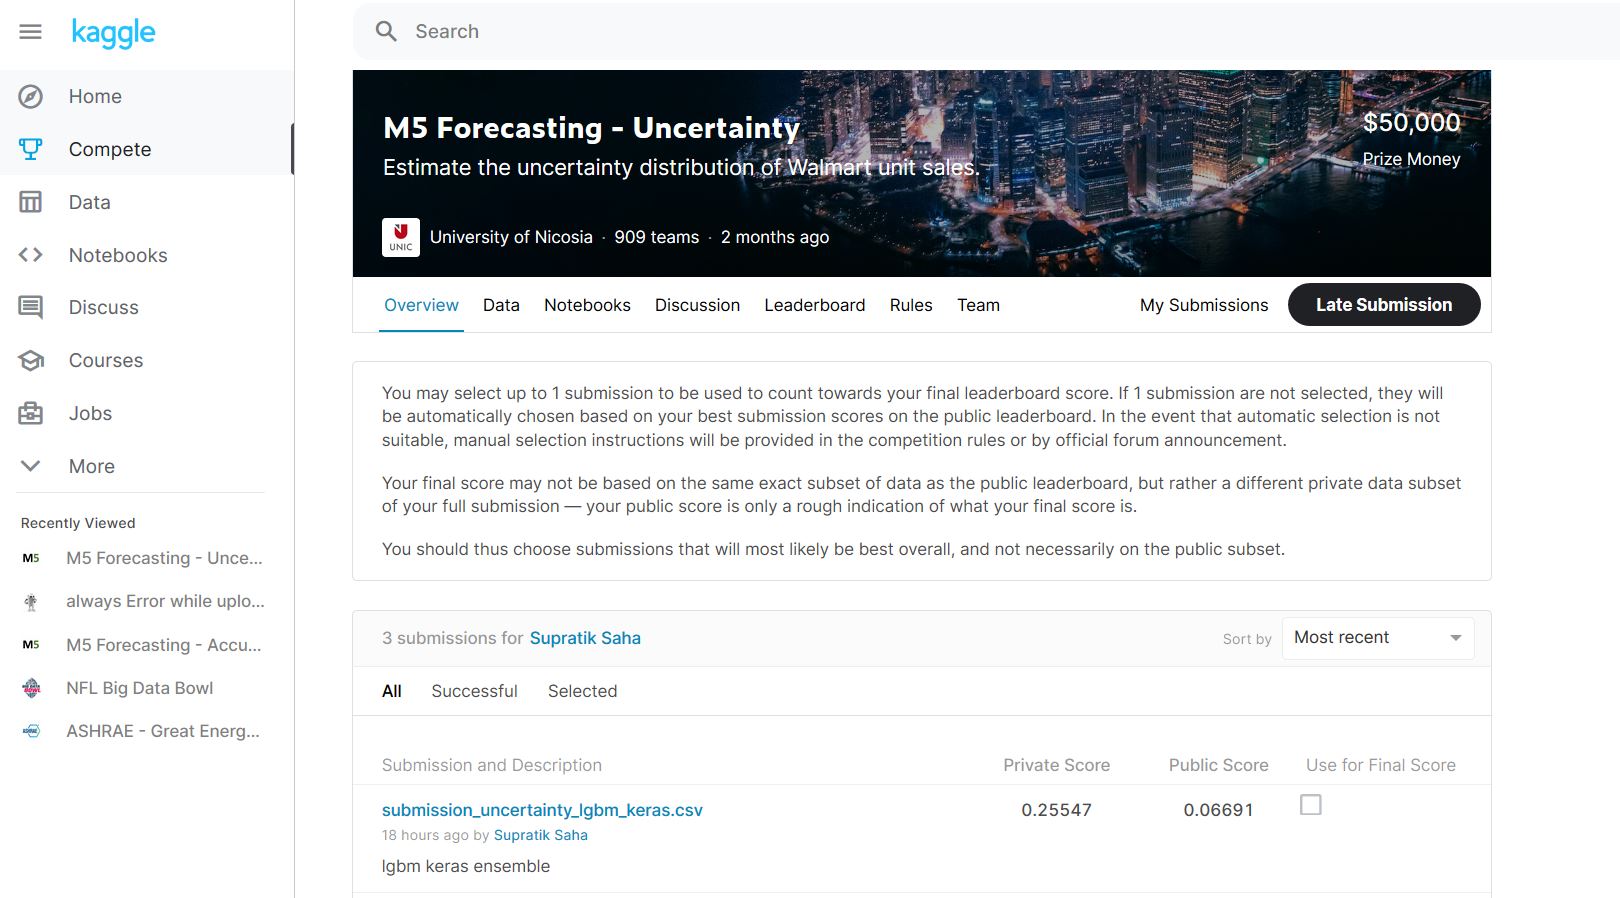 kaggle
Search
Home
Compete
Data
Notebooks
Discuss
Courses
Jobs
More
Recently Viewed
M5 M5 Forecasting - Unce...
always Error while uplo...
M5 M5 Forecasting - Accu...
NFL Big Data Bowl
ASHRAE ASHRAE - Great Energ...
M5 Forecasting - Uncertainty
$50,000
Estimate the uncertainty distribution of Walmart unit sales.
Prize Money
UNIC University of Nicosia · 909 teams · 2 months ago
Overview Data Notebooks Discussion Leaderboard Rules Team My Submissions Late Submission
You may select up to 1 submission to be used to count towards your final leaderboard score. If 1 submission are not selected, they will
be automatically chosen based on your best submission scores on the public leaderboard. In the event that automatic selection is not
suitable, manual selection instructions will be provided in the competition rules or by official forum announcement.
Your final score may not be based on the same exact subset of data as the public leaderboard, but rather a different private data subset
of your full submission — your public score is only a rough indication of what your final score is.
You should thus choose submissions that will most likely be best overall, and not necessarily on the public subset.
3 submissions for Supratik Saha Sort by Most recent
All Successful Selected
Submission and Description Private Score Public Score Use for Final Score
submission_uncertainty_lgbm_keras.csv 0.25547 0.06691
18 hours ago by Supratik Saha
lgbm keras ensemble